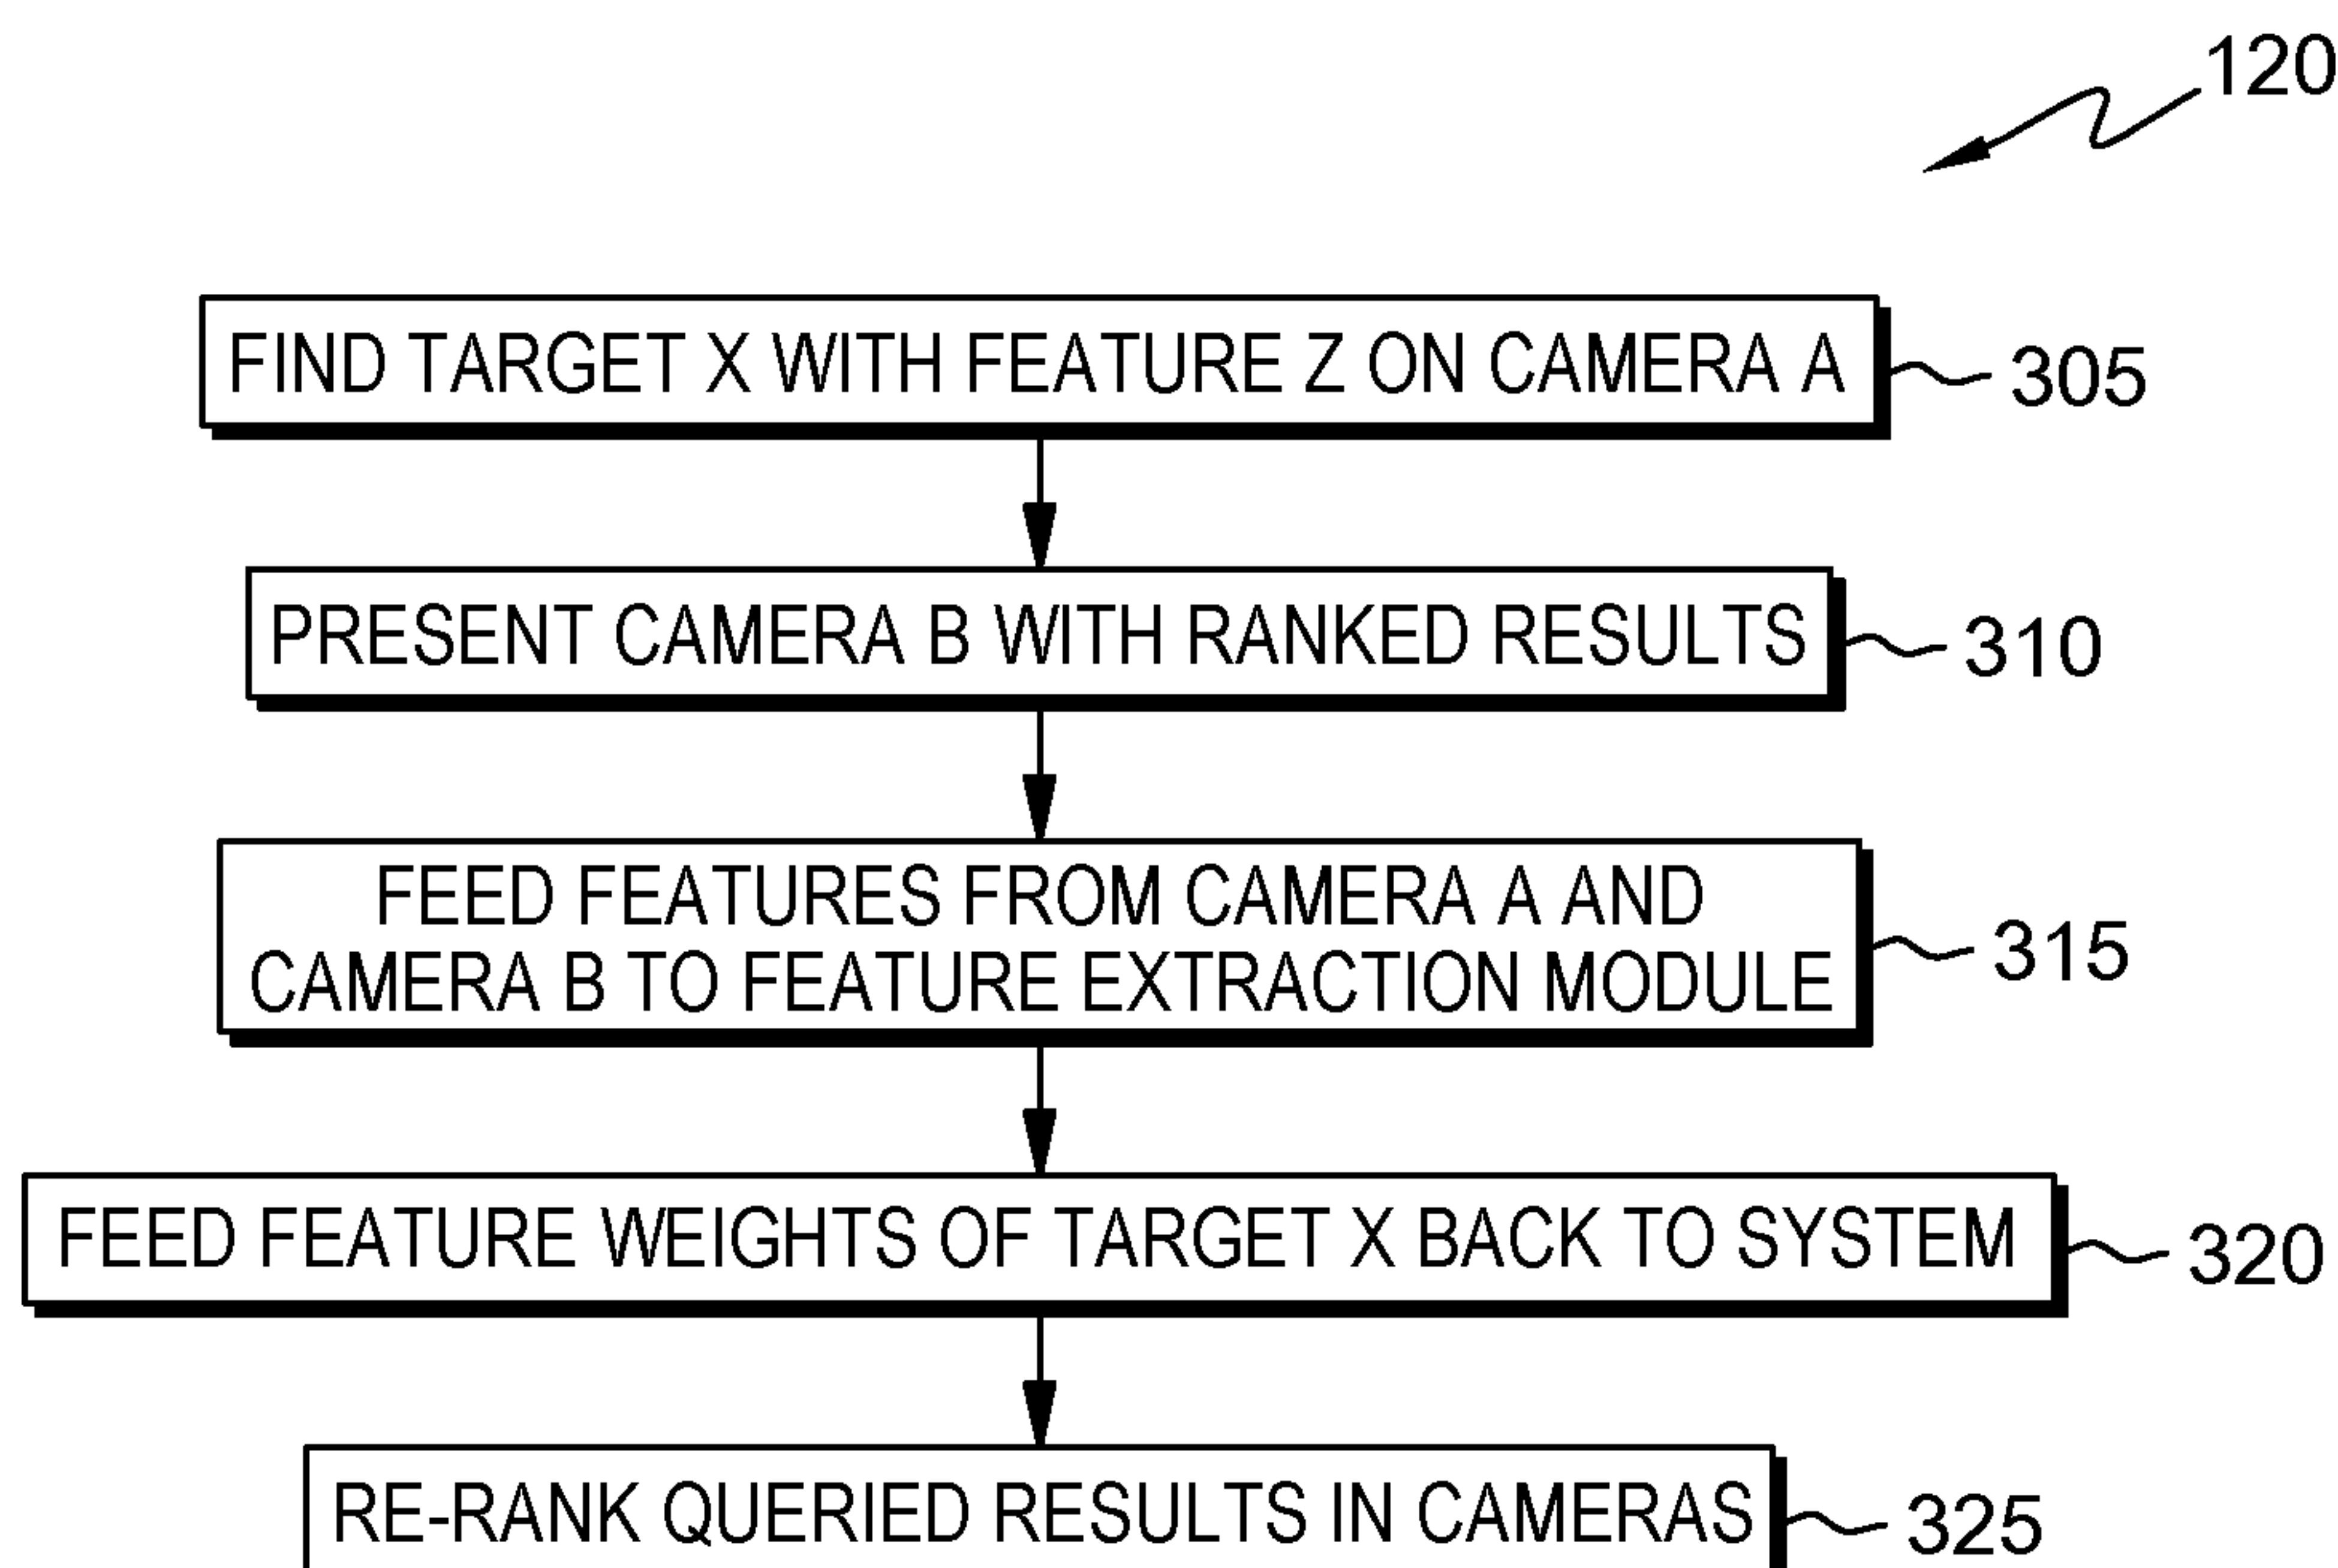 120
FIND TARGET X WITH FEATURE Z ON CAMERA A
305
PRESENT CAMERA B WITH RANKED RESULTS
310
FEED FEATURES FROM CAMERA A AND
CAMERA B TO FEATURE EXTRACTION MODULE
315
FEED FEATURE WEIGHTS OF TARGET X BACK TO SYSTEM
320
RE-RANK QUERIED RESULTS IN CAMERAS
325